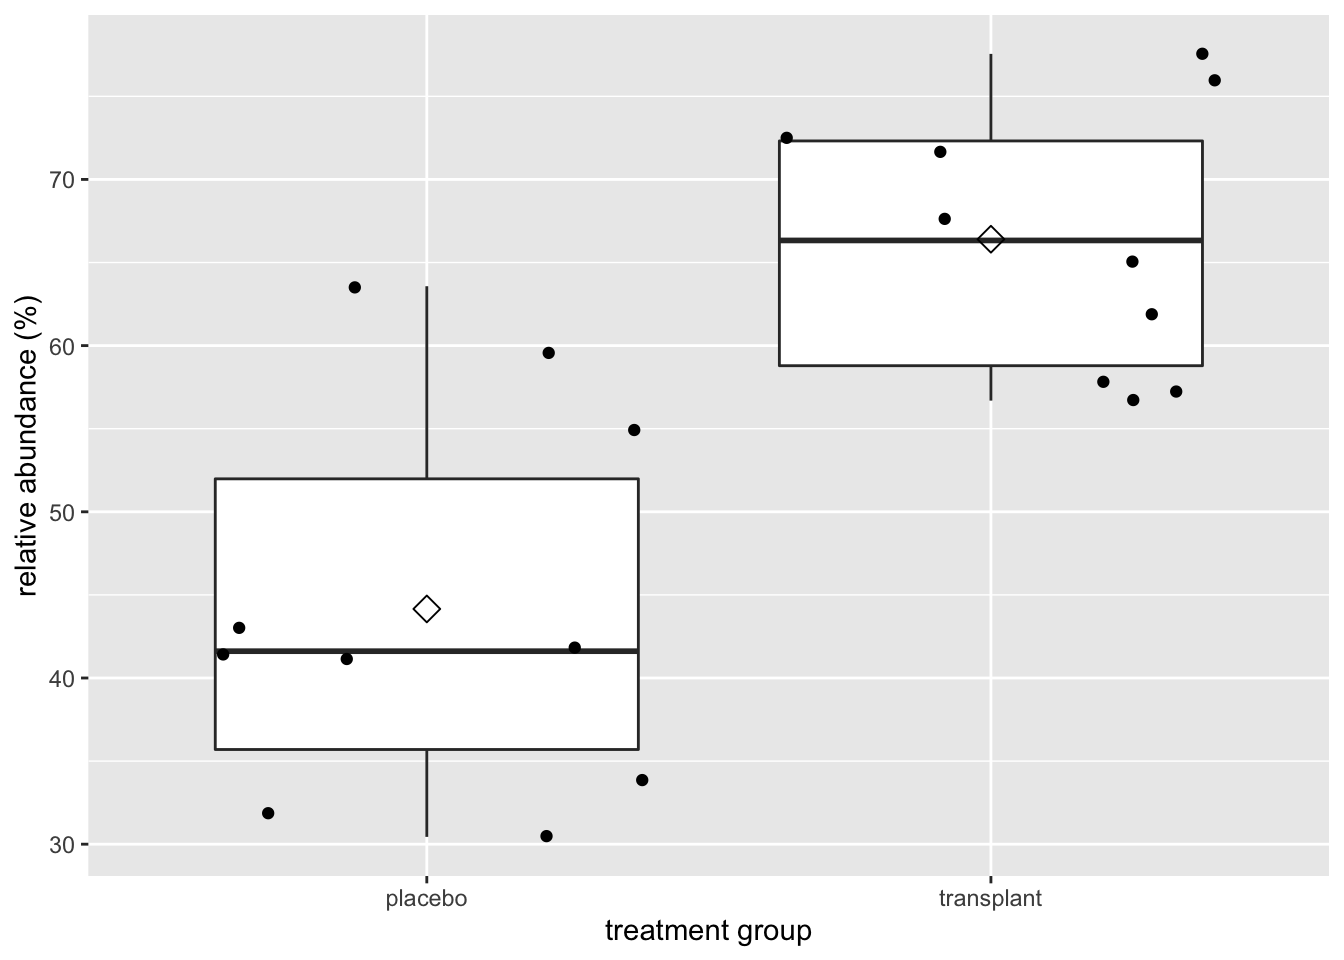 relative abundance (%)
70
60
50
40
30
placebo
transplant
treatment group